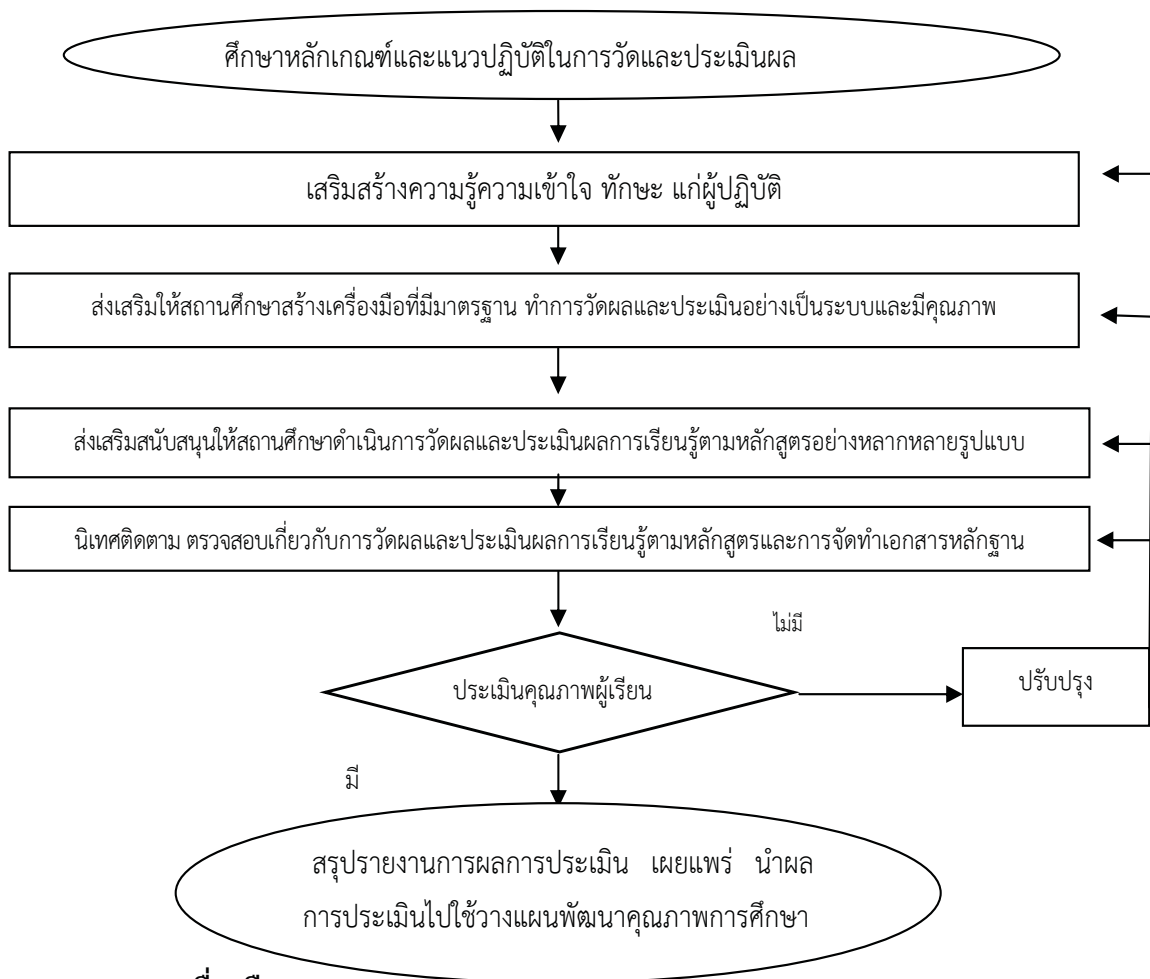 ศึกษาหลักเกณฑ์และแนวปฏิบัติในการวัดและประเมินผล
เสริมสร้างความรู้ความเข้าใจ ทักษะ แก่ผู้ปฏิบัติ
ส่งเสริมให้สถานศึกษาสร้างเครื่องมือที่มีมาตรฐาน ทำการวัดผลและประเมินอย่างเป็นระบบและมีคุณภาพ
ส่งเสริมสนับสนุนให้สถานศึกษาดำเนินการวัดผลและประเมินผลการเรียนรู้ตามหลักสูตรอย่างหลากหลายรูปแบบ
นิเทศติดตาม ตรวจสอบเกี่ยวกับการวัดผลและประเมินผลการเรียนรู้ตามหลักสูตรและการจัดทำเอกสารหลักฐาน
ไม่มี
ประเมินคุณภาพผู้เรียน
ปรับปรุง
มี
สรุปรายงานการผลการประเมิน เผยแพร่ นำผล
การประเมินไปใช้วางแผนพัฒนาคุณภาพการศึกษา